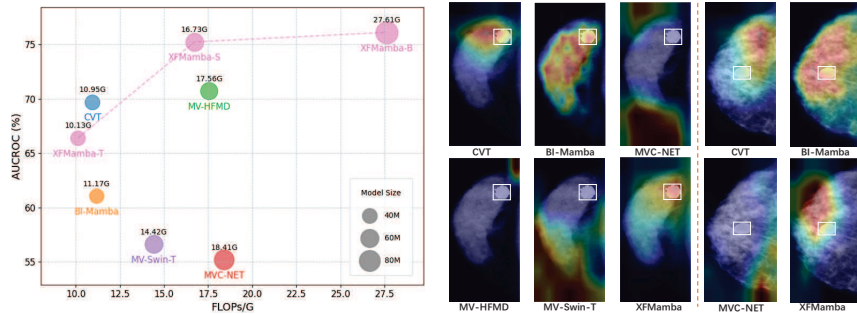 27.61G
16.73G
XFMamba-B
XFMamba-S
17.56G
MV-HFMD
10.95G
CVT
10.13G
XFMamba-T
11.17G
BI-Mamba
14.42G
MV-Swin-T
18.41G
MVC-NET
Model Size
40M
60M
80M
75
70
65
60
55
AUCROC (%)
10.0 12.5 15.0 17.5 20.0 22.5 25.0 27.5
FLOPs/G
CVT BI-Mamba MVC-NET CVT BI-Mamba
MV-HFMD MV-Swin-T XFMamba MVC-NET XFMamba